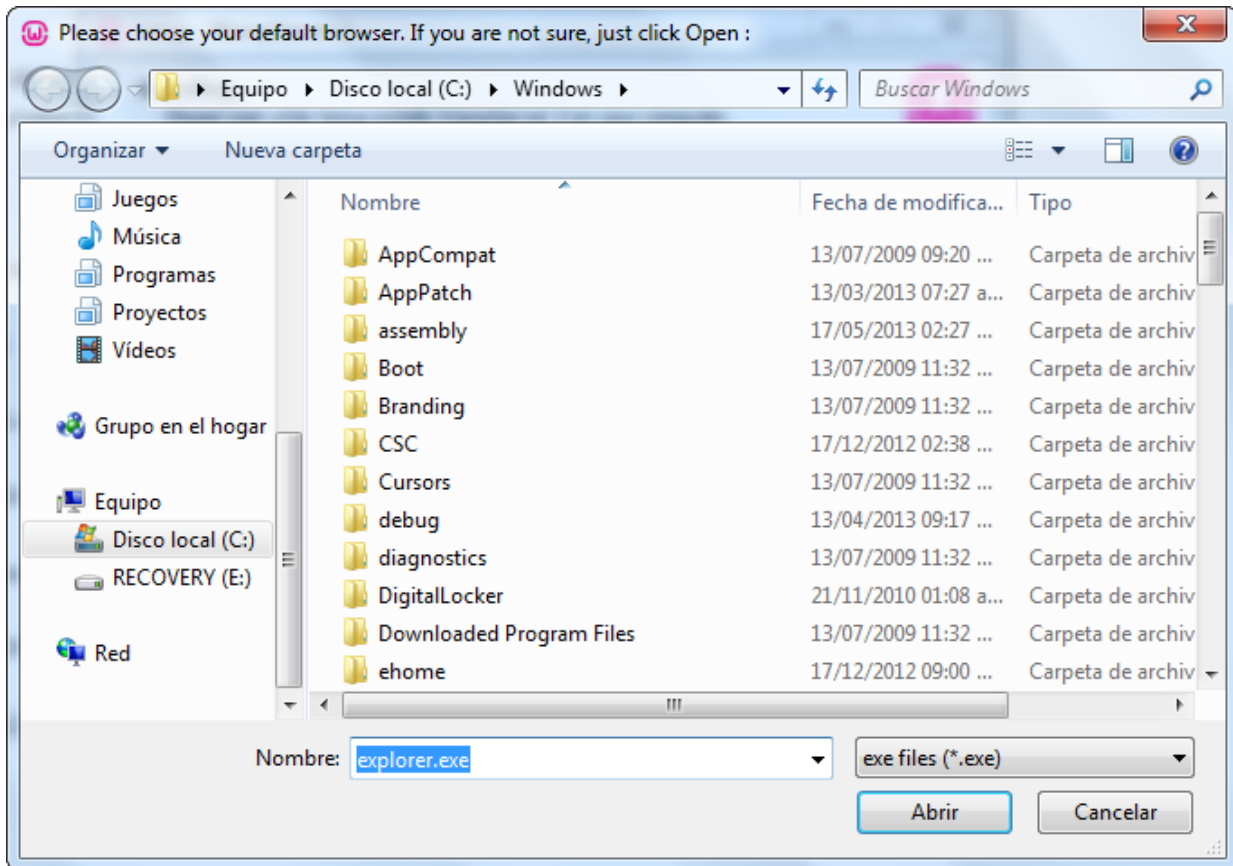 Please choose your default browser. If you are not sure, just click Open :
Equipo Disco local (C:) Windows Buscar Windows
Organizar Nueva carpeta
Juegos
Música
Programas
Proyectos
Vídeos
Grupo en el hogar
Equipo
Disco local (C:)
RECOVERY (E:)
Red
Nombre Fecha de modifica... Tipo
AppCompat 13/07/2009 09:20 ... Carpeta de archiv
AppPatch 13/03/2013 07:27 a... Carpeta de archiv
assembly 17/05/2013 02:27 ... Carpeta de archiv
Boot 13/07/2009 11:32 ... Carpeta de archiv
Branding 13/07/2009 11:32 ... Carpeta de archiv
CSC 17/12/2012 02:38 ... Carpeta de archiv
Cursors 13/07/2009 11:32 ... Carpeta de archiv
debug 13/04/2013 09:17 ... Carpeta de archiv
diagnostics 13/07/2009 11:32 ... Carpeta de archiv
DigitalLocker 21/11/2010 01:08 a... Carpeta de archiv
Downloaded Program Files 13/07/2009 11:32 ... Carpeta de archiv
ehome 17/12/2012 09:00 ... Carpeta de archiv
Nombre: explorer.exe exe files (*.exe)
Abrir Cancelar